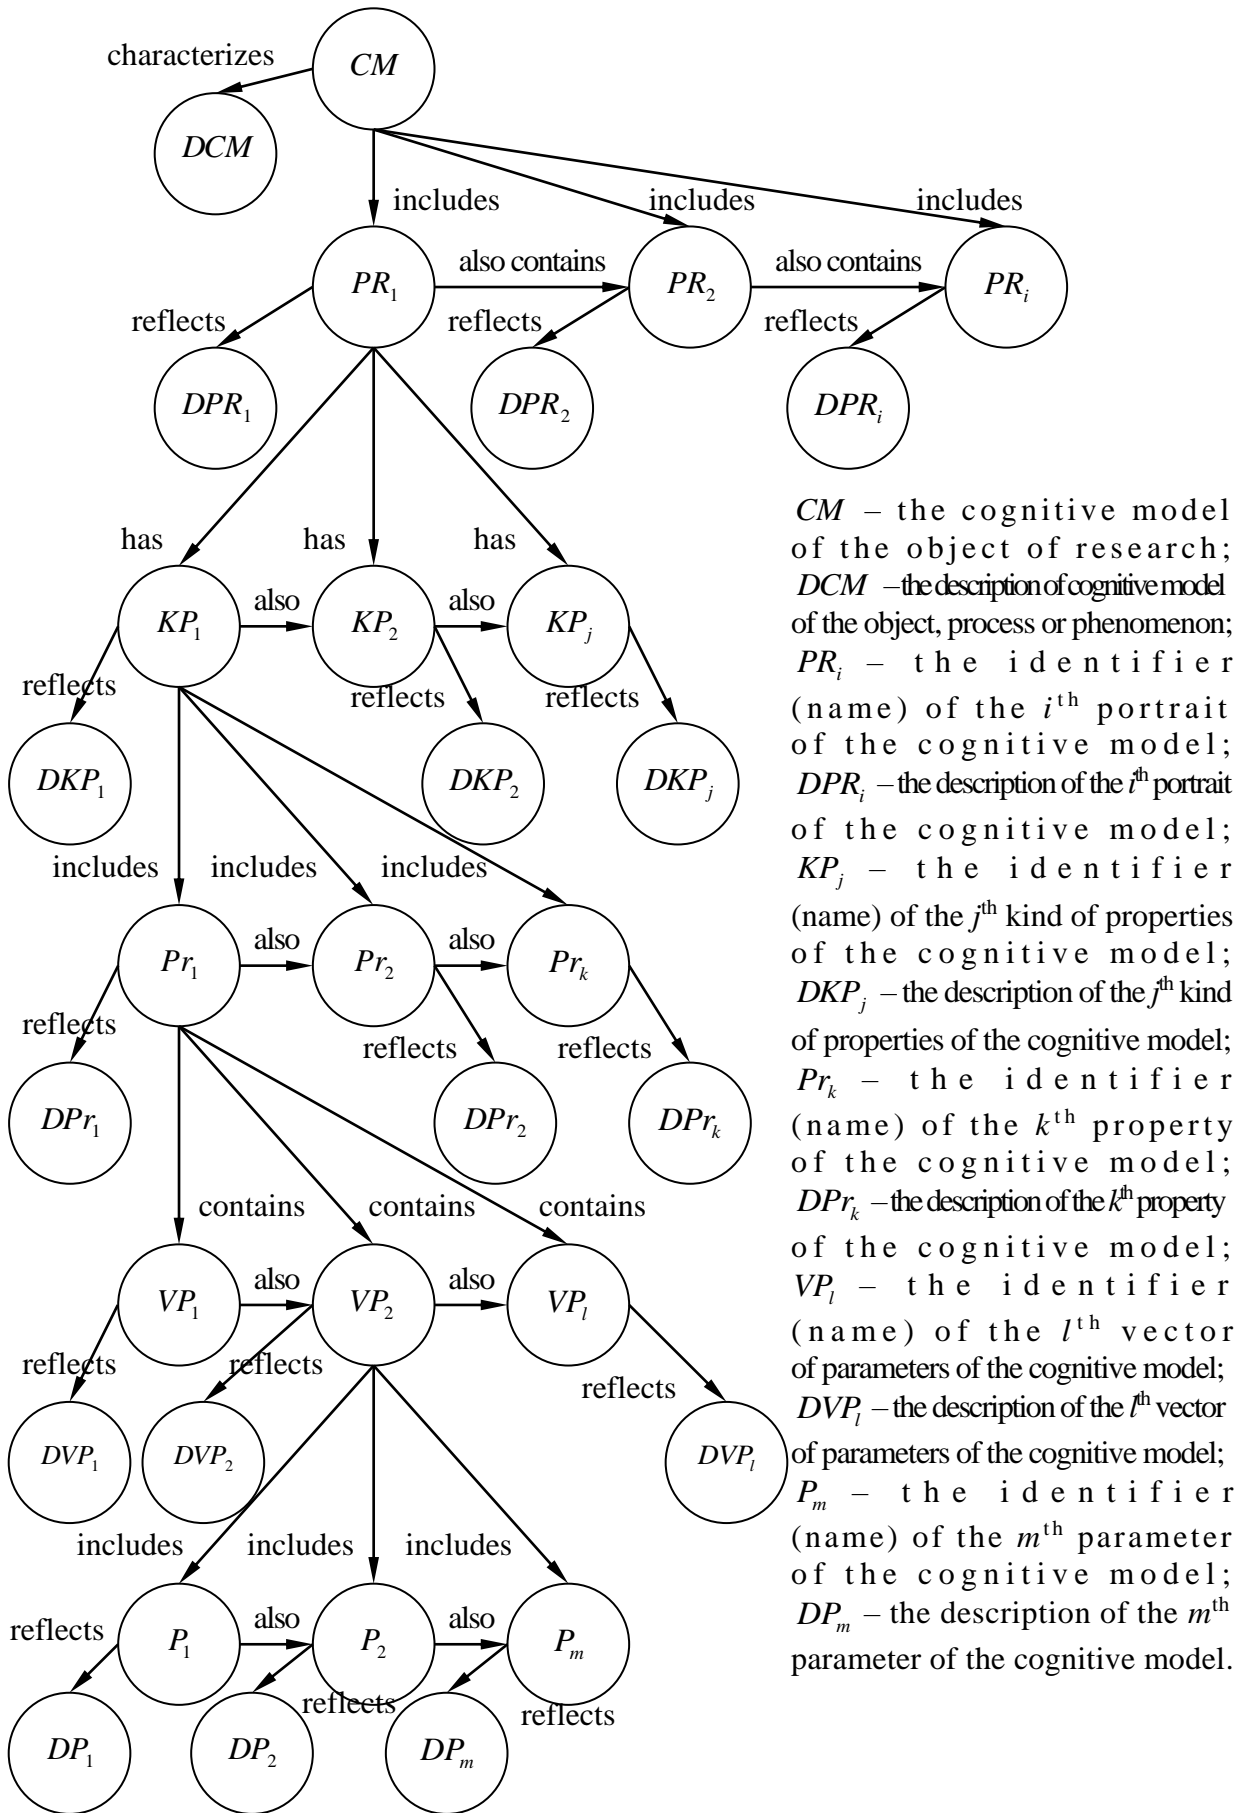 characterizes
CM
DCM
includes includes includes
also contains also contains
PR₁ PR₂ PRᵢ
reflects reflects reflects
DPR₁ DPR₂ DPRᵢ
has has has
also also
KP₁ KP₂ KPⱼ
reflects reflects reflects
DKP₁ DKP₂ DKPⱼ
includes includes includes
also also
Pr₁ Pr₂ Prₖ
reflects reflects reflects
DPr₁ DPr₂ DPrₖ
contains contains contains
also also
VP₁ VP₂ VPₗ
reflects reflects reflects
DVP₁ DVP₂ DVPₗ
includes includes includes
also also
reflects
P₁ P₂ Pₘ
reflects reflects
DP₁ DP₂ DPₘ
CM – the cognitive model
of the object of research;
DCM – the description of cognitive model
of the object, process or phenomenon;
PRᵢ – the identifier
(name) of the iᵗʰ portrait
of the cognitive model;
DPRᵢ – the description of the iᵗʰ portrait
of the cognitive model;
KPⱼ – the identifier
(name) of the jᵗʰ kind of properties
of the cognitive model;
DKPⱼ – the description of the jᵗʰ kind
of properties of the cognitive model;
Prₖ – the identifier
(name) of the kᵗʰ property
of the cognitive model;
DPrₖ – the description of the kᵗʰ property
of the cognitive model;
VPₗ – the identifier
(name) of the lᵗʰ vector
of parameters of the cognitive model;
DVPₗ – the description of the lᵗʰ vector
of parameters of the cognitive model;
Pₘ – the identifier
(name) of the mᵗʰ parameter
of the cognitive model;
DPₘ – the description of the mᵗʰ
parameter of the cognitive model.